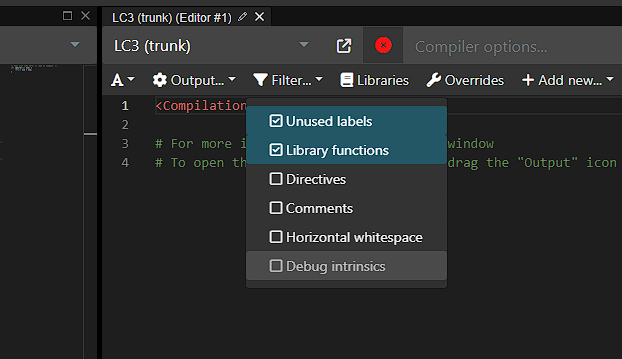 LC3 (trunk) (Editor #1)
LC3 (trunk)
Compiler options...
A Output... Filter... Libraries Overrides + Add new...
1 <Compilation
2
3 # For more i window
4 # To open th drag the "Output" icon
Unused labels
Library functions
Directives
Comments
Horizontal whitespace
Debug intrinsics